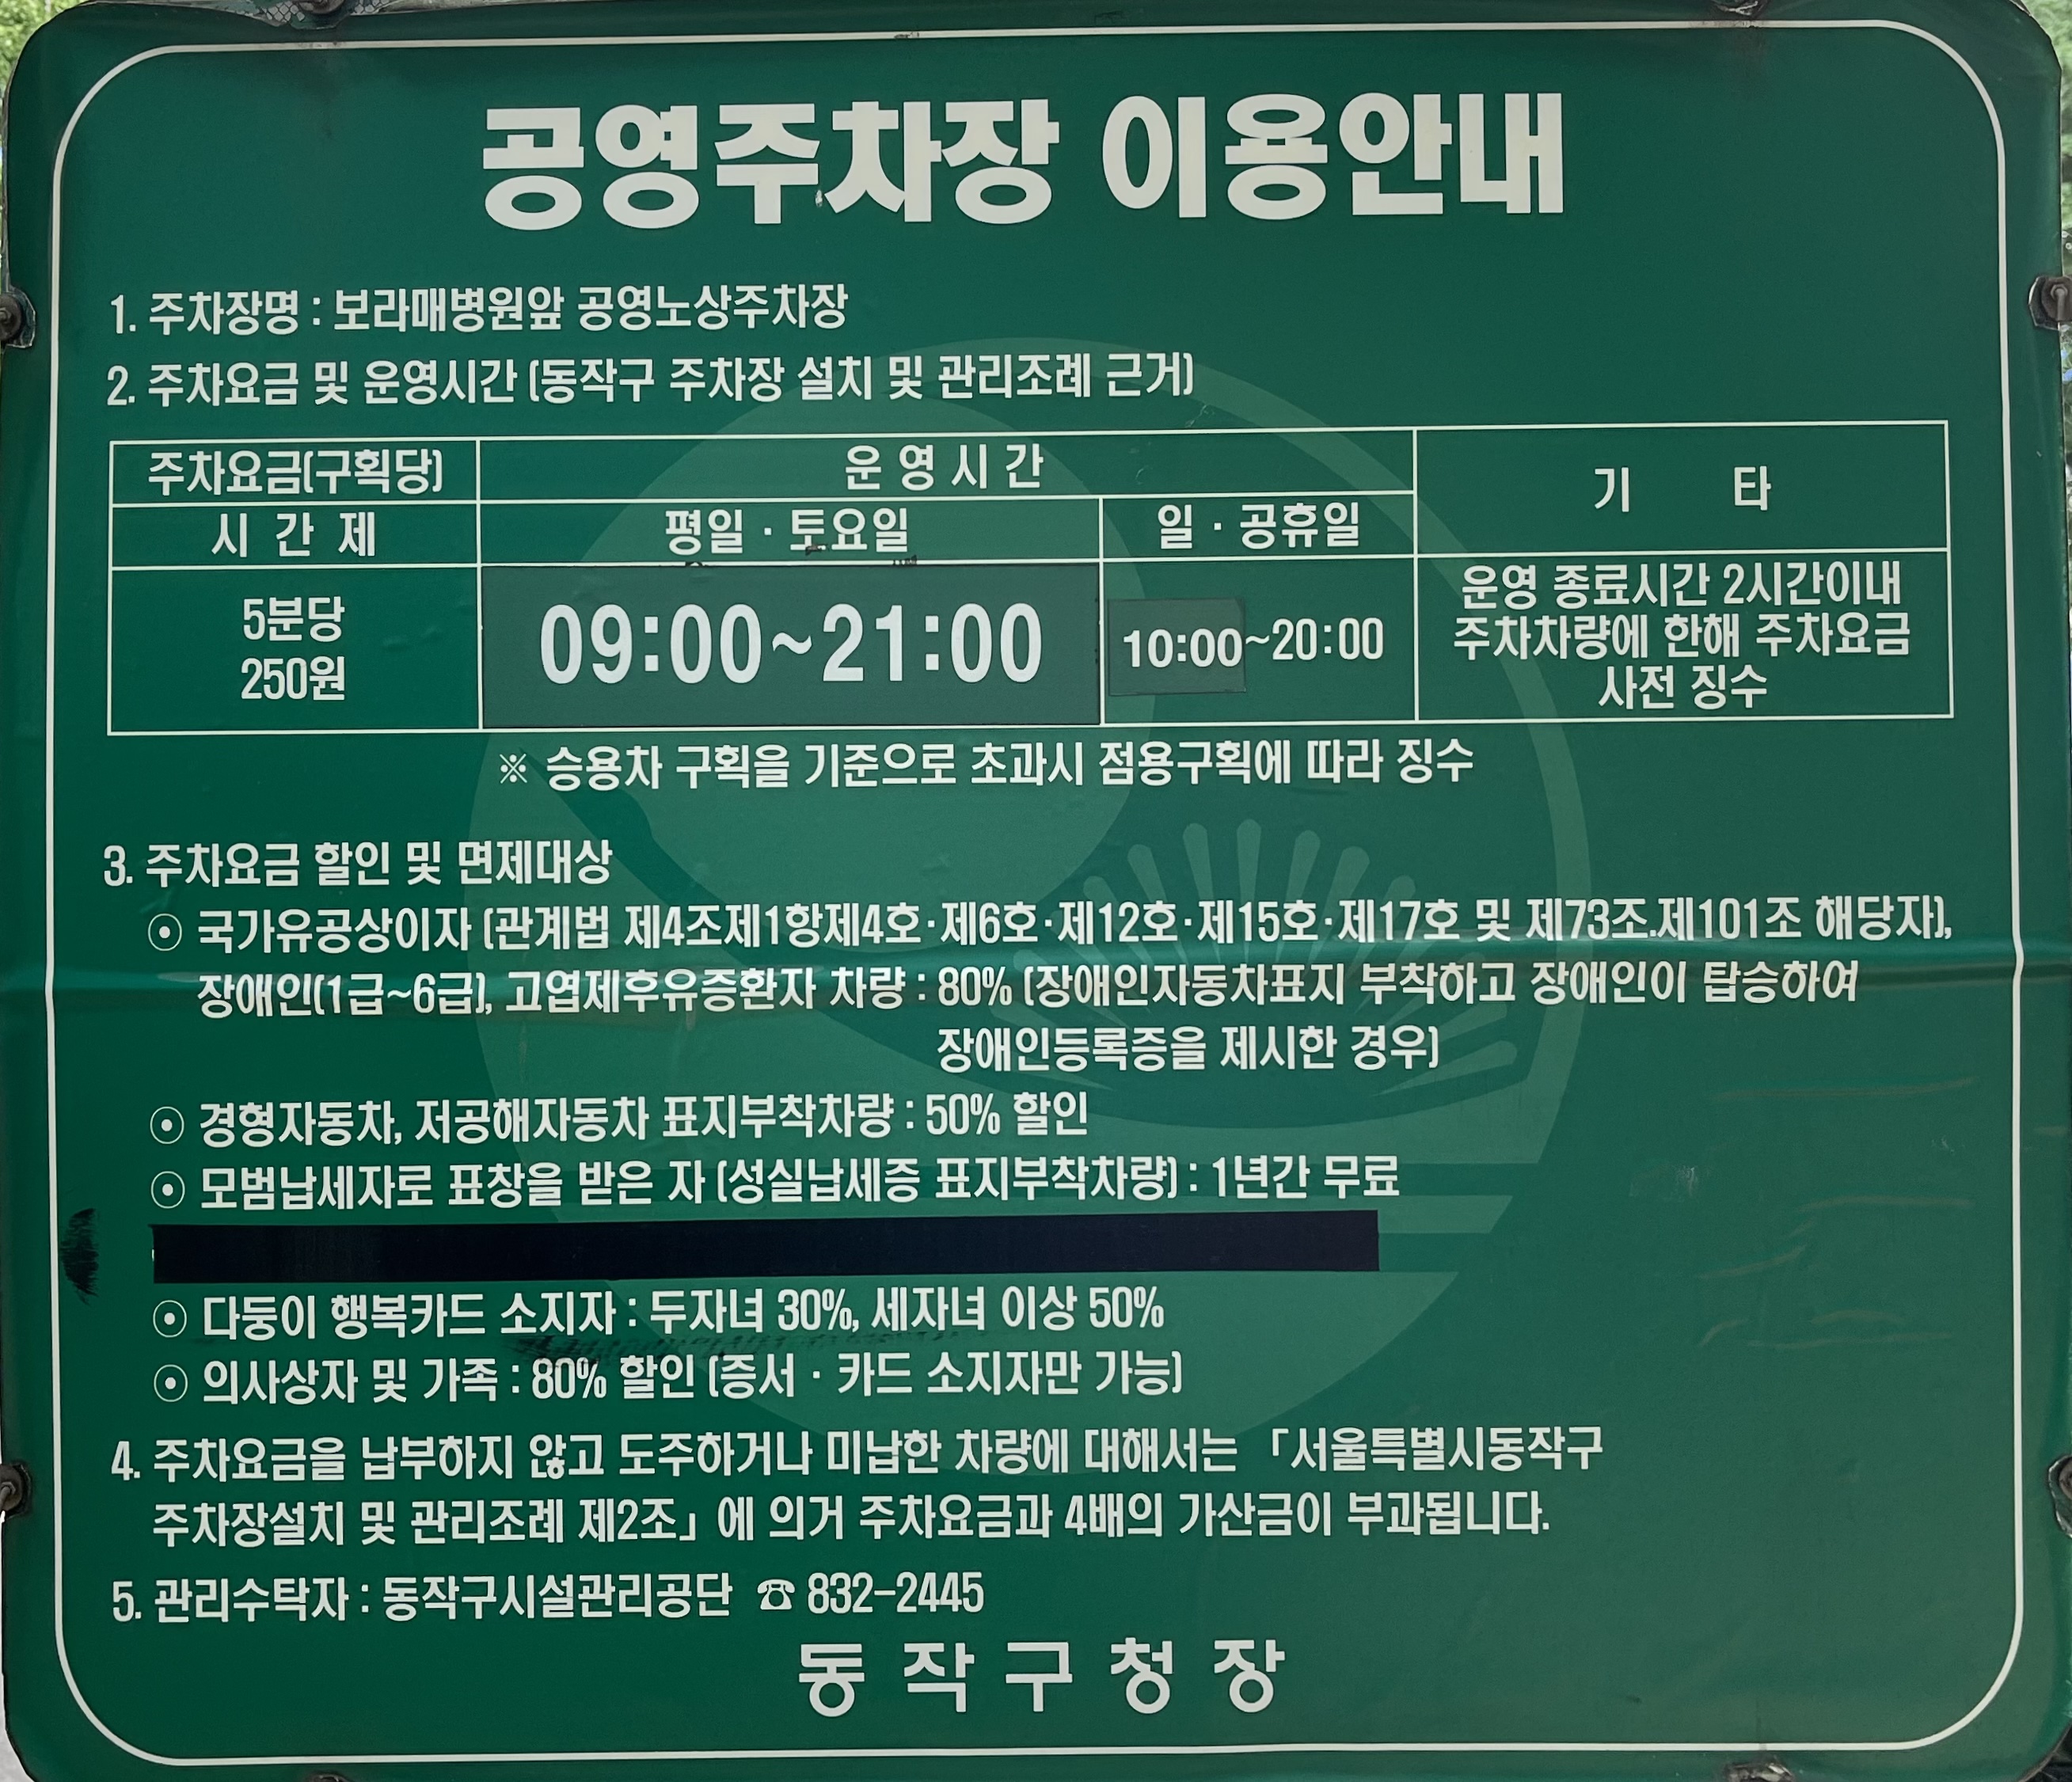 공영주차장 이용안내
1. 주차장명 : 보라매병원앞 공영노상주차장
2. 주차요금 및 운영시간 (동작구 주차장 설치 및 관리조례 근거)
주차요금(구획당) 운 영 시 간 기 타
시 간 제 평일 · 토요일 일 · 공휴일
5분당
250원
09:00~21:00
10:00~20:00
운영 종료시간 2시간이내
주차차량에 한해 주차요금
사전 징수
※ 승용차 구획을 기준으로 초과시 점용구획에 따라 징수
3. 주차요금 할인 및 면제대상
⊙ 국가유공상이자 (관계법 제4조제1항제4호·제6호·제12호·제15호·제17호 및 제73조.제101조 해당자),
장애인(1급~6급), 고엽제후유증환자 차량 : 80% (장애인자동차표지 부착하고 장애인이 탑승하여
장애인등록증을 제시한 경우)
⊙ 경형자동차, 저공해자동차 표지부착차량 : 50% 할인
⊙ 모범납세자로 표창을 받은 자 (성실납세증 표지부착차량) : 1년간 무료
⊙ 다둥이 행복카드 소지자 : 두자녀 30%, 세자녀 이상 50%
⊙ 의사상자 및 가족 : 80% 할인 (증서 · 카드 소지자만 가능)
4. 주차요금을 납부하지 않고 도주하거나 미납한 차량에 대해서는 「서울특별시동작구
주차장설치 및 관리조례 제2조」에 의거 주차요금과 4배의 가산금이 부과됩니다.
5. 관리수탁자 : 동작구시설관리공단 ☎ 832-2445
동 작 구 청 장